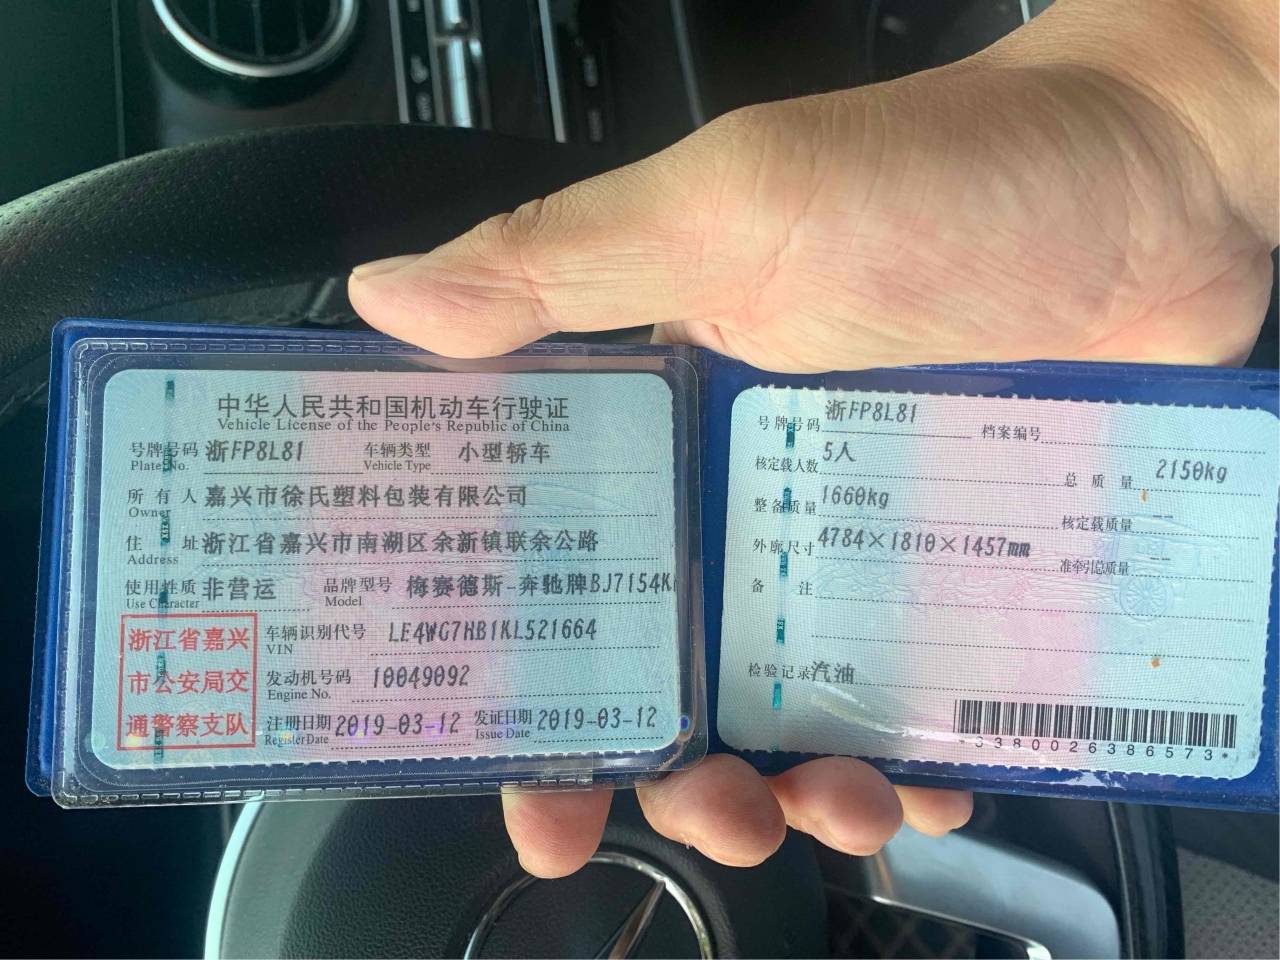 中华人民共和国机动车行驶证
Vehicle License of the People's Republic of China
号牌号码 浙FP8L81 车辆类型 小型轿车
Plate No. Vehicle Type
所有人 嘉兴市徐氏塑料包装有限公司
Owner
住址 浙江省嘉兴市南湖区余新镇联余公路
Address
使用性质 非营运 品牌型号 梅赛德斯-奔驰牌BJ7154K
Use Character Model
浙江省嘉兴
市公安局交
通警察支队
车辆识别代号 LE4WG7HB1KL521664
VIN
发动机号码 10049092
Engine No.
注册日期 2019-03-12 发证日期 2019-03-12
Register Date Issue Date
号牌号码 浙FP8L81 档案编号
核定载人数 5人 总质量 2150kg
整备质量 1660kg 核定载质量 --
外廓尺寸 4784×1810×1457mm 准牵引总质量 --
备注
检验记录 汽油
*3380026386573*